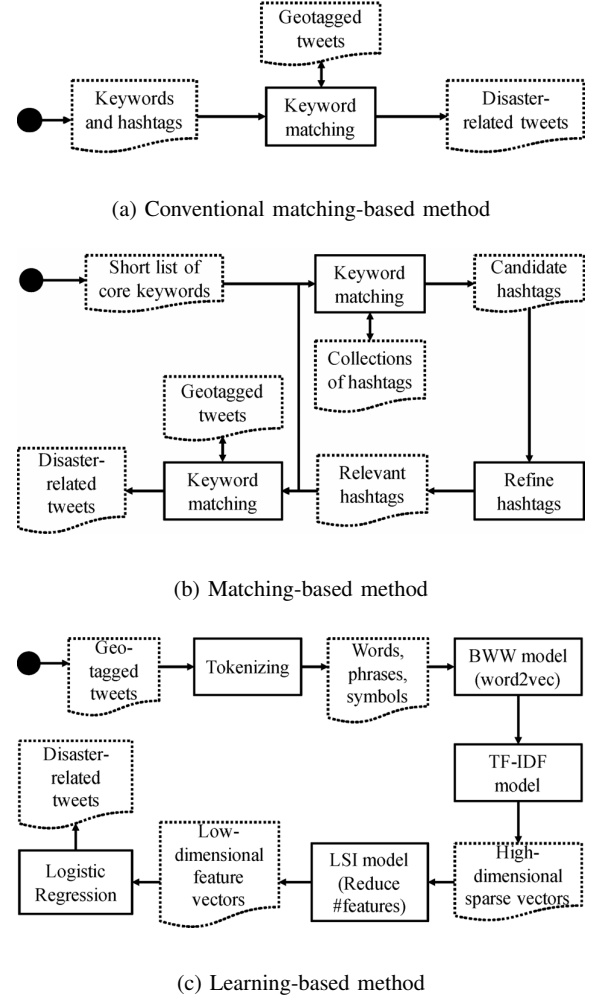 Geotagged
tweets
Keywords
and hashtags
Keyword
matching
Disaster-
related tweets
(a) Conventional matching-based method
Short list of
core keywords
Keyword
matching
Candidate
hashtags
Collections
of hashtags
Geotagged
tweets
Disaster-
related
tweets
Keyword
matching
Relevant
hashtags
Refine
hashtags
(b) Matching-based method
Geo-
tagged
tweets
Tokenizing
Words,
phrases,
symbols
BWW model
(word2vec)
TF-IDF
model
Disaster-
related
tweets
Logistic
Regression
Low-
dimensional
feature
vectors
LSI model
(Reduce
#features)
High-
dimensional
sparse vectors
(c) Learning-based method